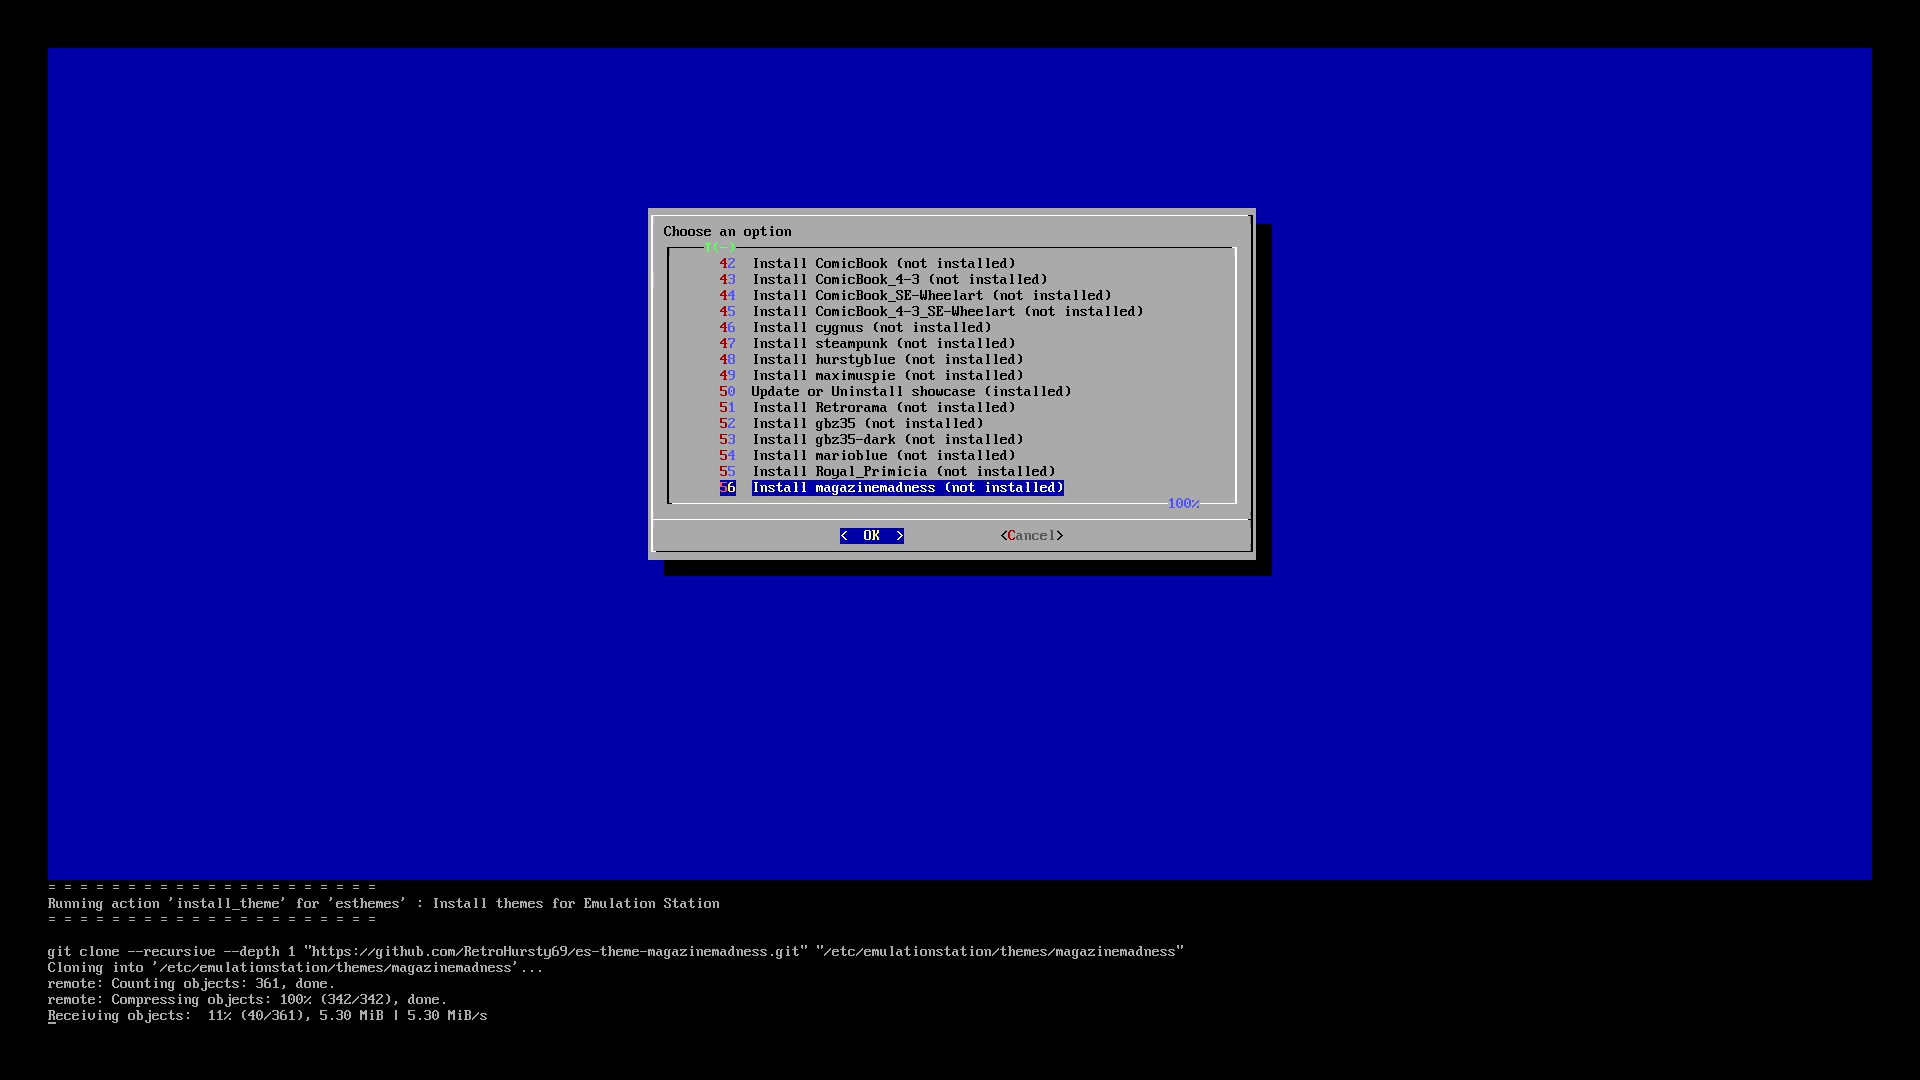 Choose an option
↑(-)
42 Install ComicBook (not installed)
43 Install ComicBook_4-3 (not installed)
44 Install ComicBook_SE-Wheelart (not installed)
45 Install ComicBook_4-3_SE-Wheelart (not installed)
46 Install cygnus (not installed)
47 Install steampunk (not installed)
48 Install hurstyblue (not installed)
49 Install maximuspie (not installed)
50 Update or Uninstall showcase (installed)
51 Install Retrorama (not installed)
52 Install gbz35 (not installed)
53 Install gbz35-dark (not installed)
54 Install marioblue (not installed)
55 Install Royal_Primicia (not installed)
56 Install magazinemadness (not installed)
100%
< OK > <Cancel>
= = = = = = = = = = = = = = = = = = = = =
Running action 'install_theme' for 'esthemes' : Install themes for Emulation Station
= = = = = = = = = = = = = = = = = = = = =
git clone --recursive --depth 1 "https://github.com/RetroHursty69/es-theme-magazinemadness.git" "/etc/emulationstation/themes/magazinemadness"
Cloning into '/etc/emulationstation/themes/magazinemadness'...
remote: Counting objects: 361, done.
remote: Compressing objects: 100% (342/342), done.
Receiving objects:  11% (40/361), 5.30 MiB | 5.30 MiB/s